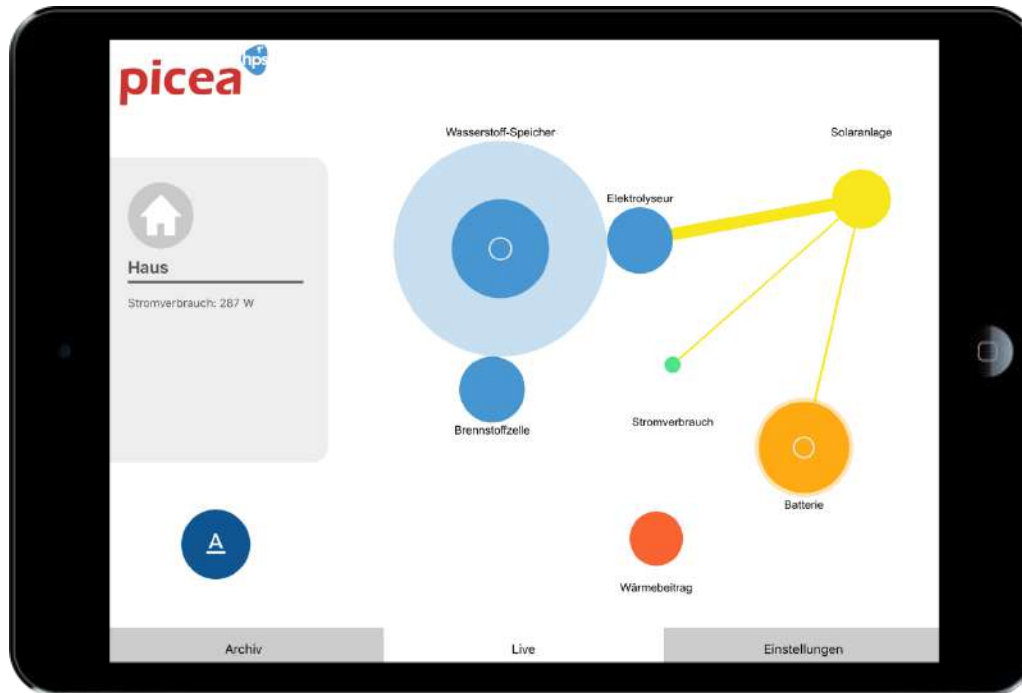 picea
hps
Wasserstoff-Speicher
Solaranlage
Elektrolyseur
Haus
Stromverbrauch: 287 W
Stromverbrauch
Brennstoffzelle
Batterie
A
Wärmebeitrag
Archiv
Live
Einstellungen